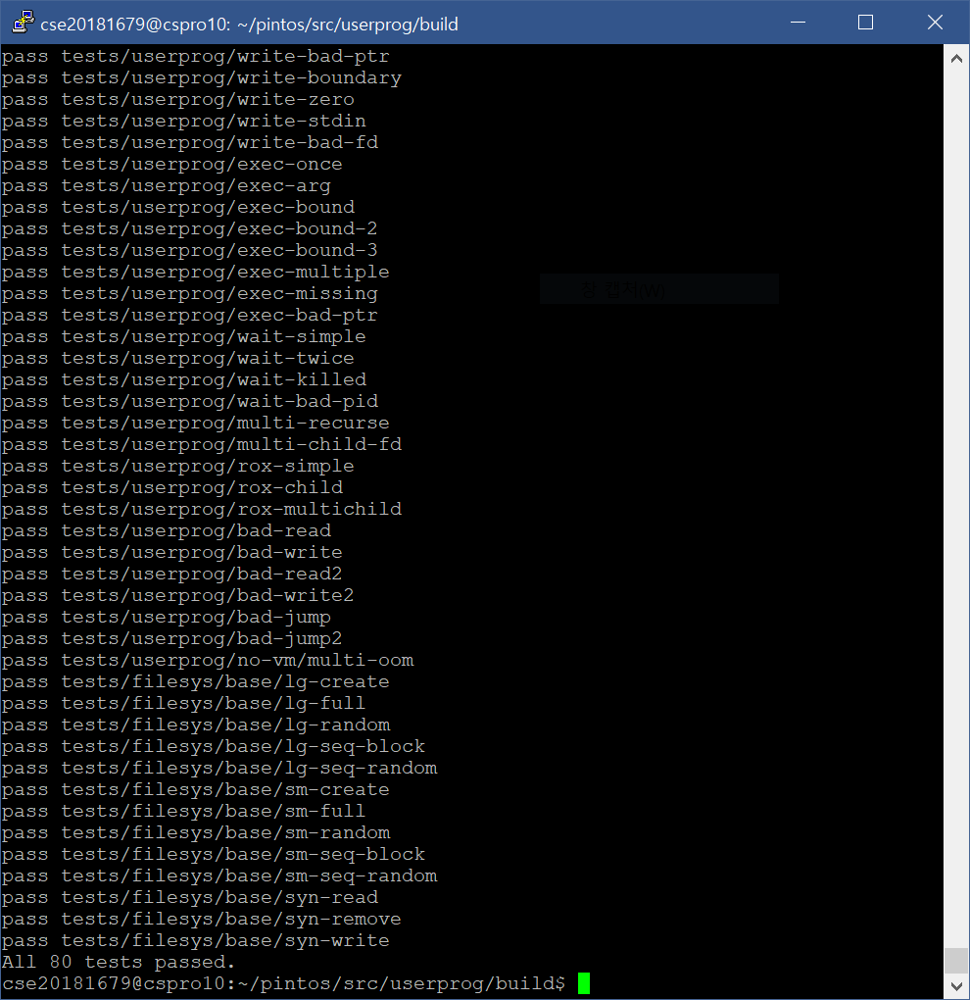 cse20181679@cspro10: ~/pintos/src/userprog/build
pass tests/userprog/write-bad-ptr
pass tests/userprog/write-boundary
pass tests/userprog/write-zero
pass tests/userprog/write-stdin
pass tests/userprog/write-bad-fd
pass tests/userprog/exec-once
pass tests/userprog/exec-arg
pass tests/userprog/exec-bound
pass tests/userprog/exec-bound-2
pass tests/userprog/exec-bound-3
pass tests/userprog/exec-multiple
pass tests/userprog/exec-missing
창 캡처(W)
pass tests/userprog/exec-bad-ptr
pass tests/userprog/wait-simple
pass tests/userprog/wait-twice
pass tests/userprog/wait-killed
pass tests/userprog/wait-bad-pid
pass tests/userprog/multi-recurse
pass tests/userprog/multi-child-fd
pass tests/userprog/rox-simple
pass tests/userprog/rox-child
pass tests/userprog/rox-multichild
pass tests/userprog/bad-read
pass tests/userprog/bad-write
pass tests/userprog/bad-read2
pass tests/userprog/bad-write2
pass tests/userprog/bad-jump
pass tests/userprog/bad-jump2
pass tests/userprog/no-vm/multi-oom
pass tests/filesys/base/lg-create
pass tests/filesys/base/lg-full
pass tests/filesys/base/lg-random
pass tests/filesys/base/lg-seq-block
pass tests/filesys/base/lg-seq-random
pass tests/filesys/base/sm-create
pass tests/filesys/base/sm-full
pass tests/filesys/base/sm-random
pass tests/filesys/base/sm-seq-block
pass tests/filesys/base/sm-seq-random
pass tests/filesys/base/syn-read
pass tests/filesys/base/syn-remove
pass tests/filesys/base/syn-write
All 80 tests passed.
cse20181679@cspro10:~/pintos/src/userprog/build$